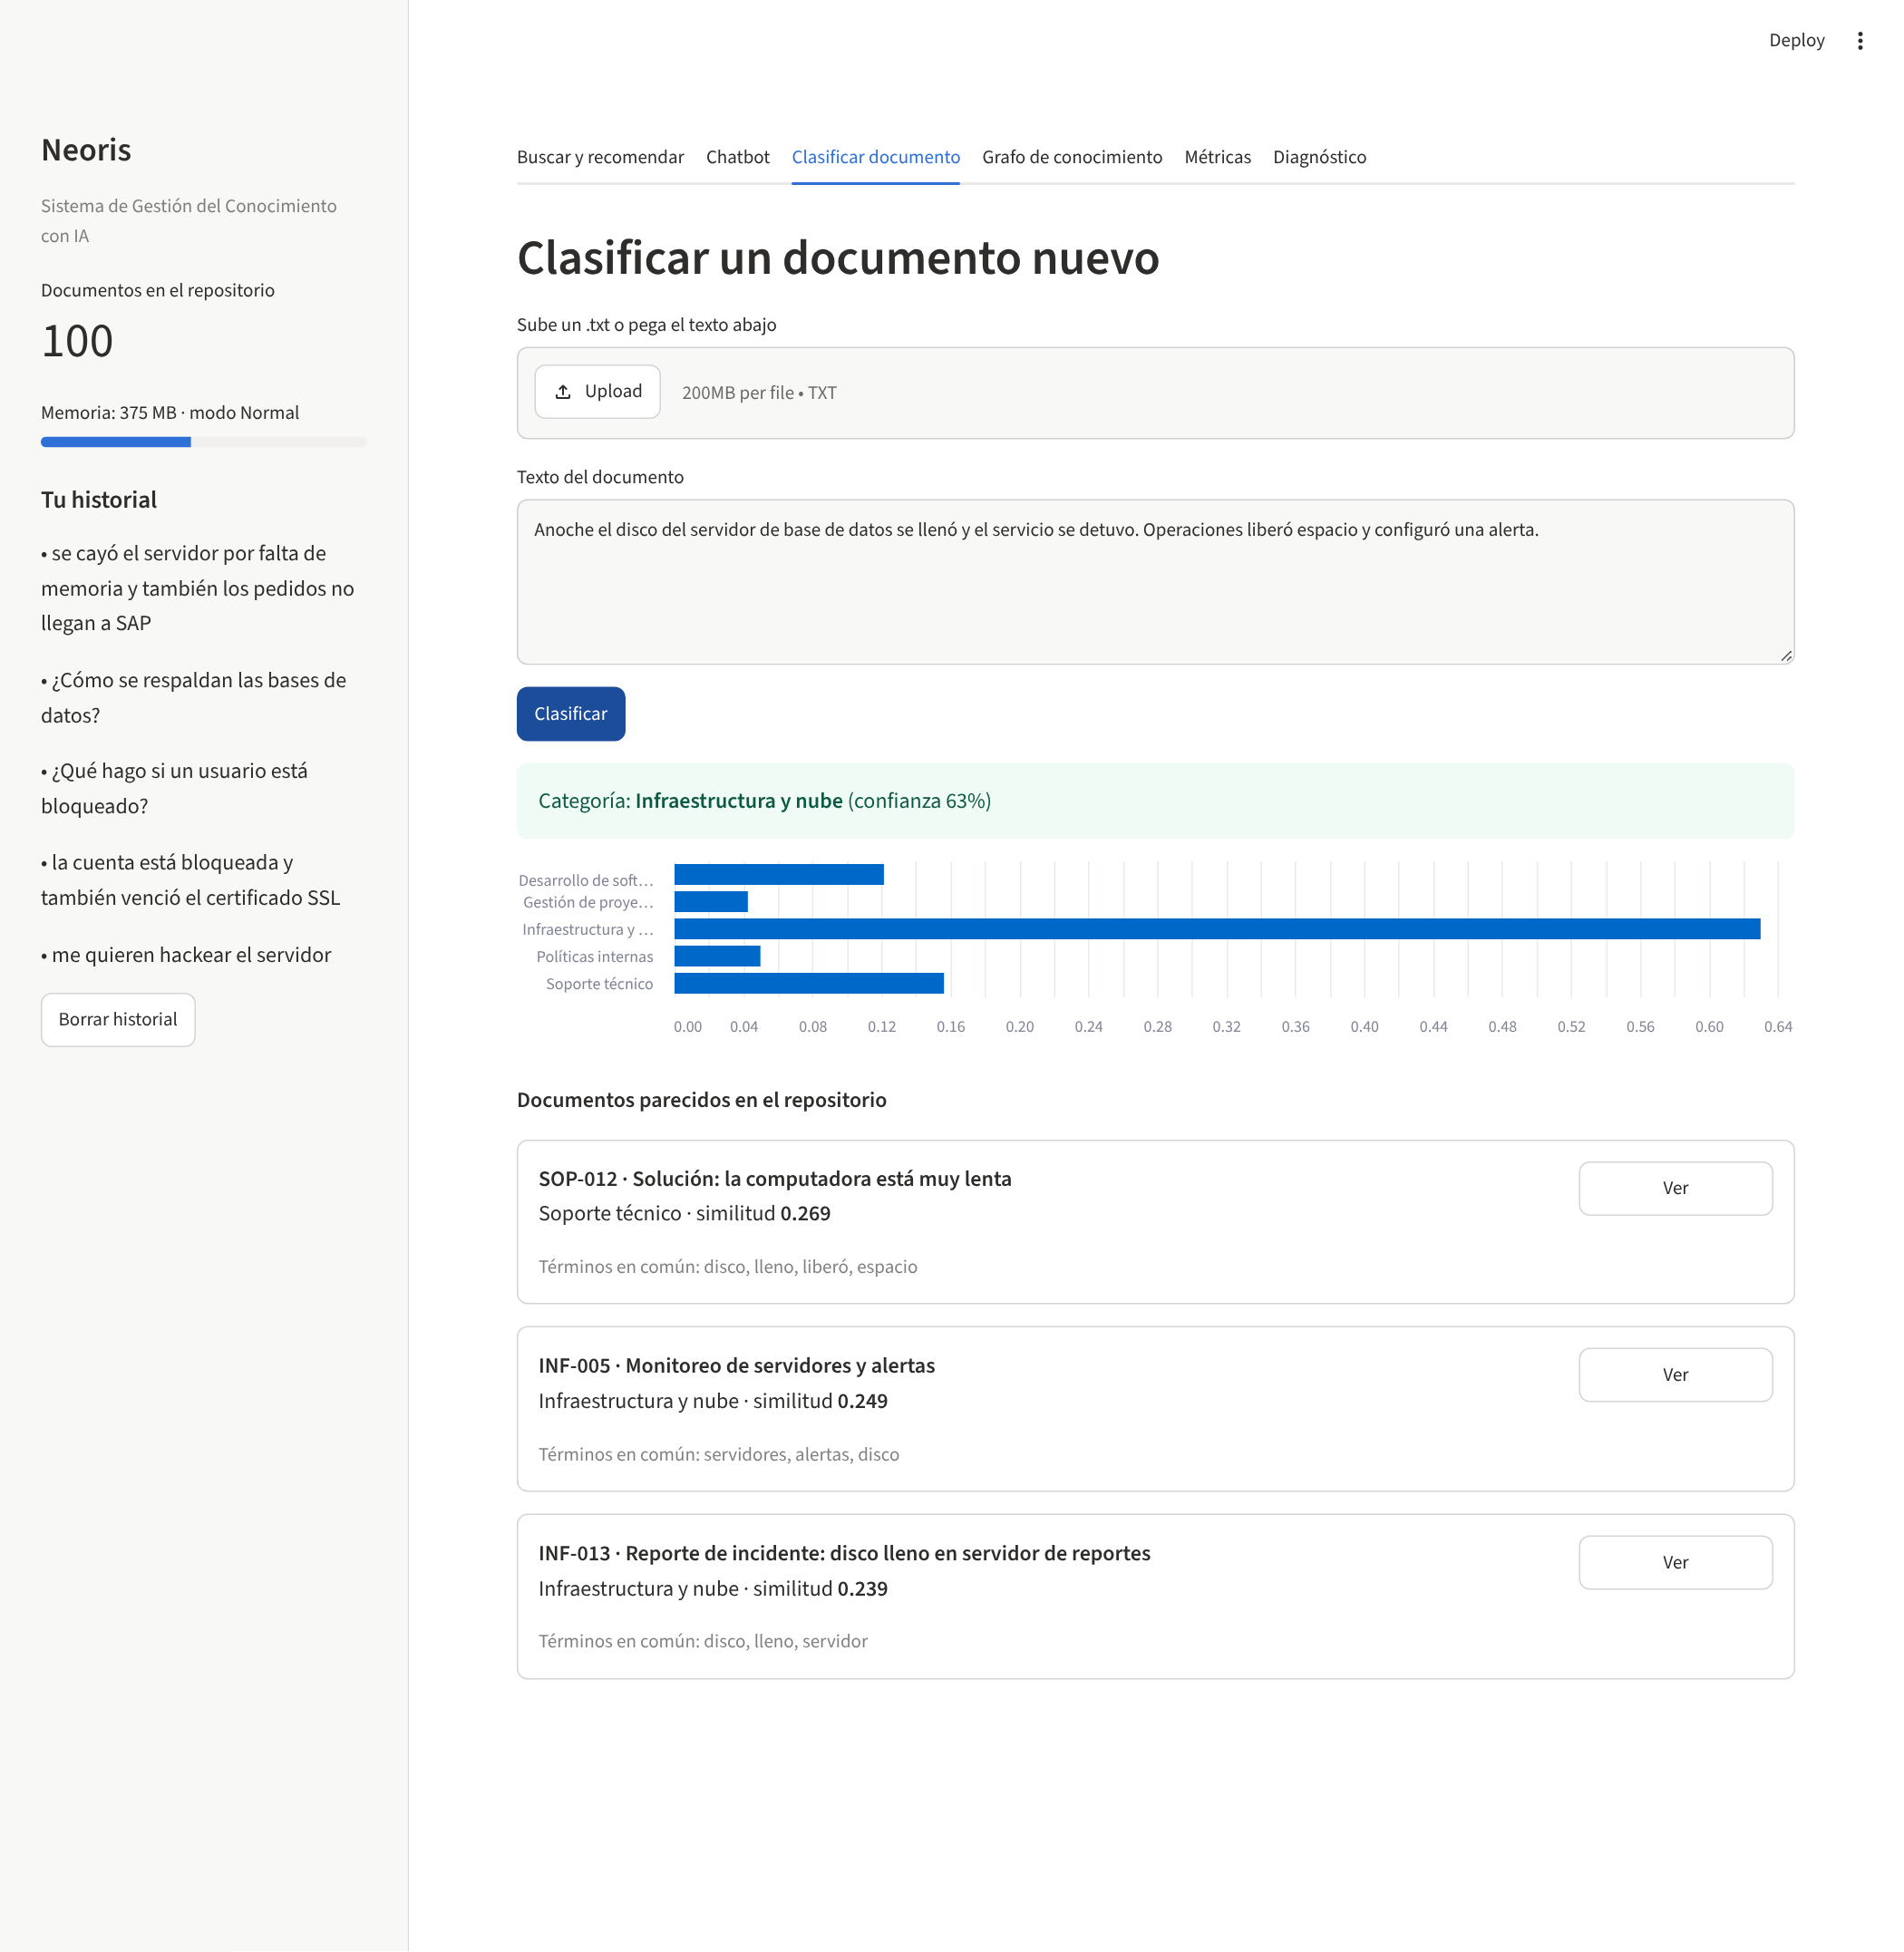 Deploy
Neoris
Sistema de Gestión del Conocimiento
con IA
Documentos en el repositorio
100
Memoria: 375 MB · modo Normal
Tu historial
• se cayó el servidor por falta de
memoria y también los pedidos no
llegan a SAP
• ¿Cómo se respaldan las bases de
datos?
• ¿Qué hago si un usuario está
bloqueado?
• la cuenta está bloqueada y
también venció el certificado SSL
• me quieren hackear el servidor
Borrar historial
Buscar y recomendar Chatbot Clasificar documento Grafo de conocimiento Métricas Diagnóstico
Clasificar un documento nuevo
Sube un .txt o pega el texto abajo
Upload 200MB per file • TXT
Texto del documento
Anoche el disco del servidor de base de datos se llenó y el servicio se detuvo. Operaciones liberó espacio y configuró una alerta.
Clasificar
Categoría: Infraestructura y nube (confianza 63%)
Desarrollo de soft…
Gestión de proye…
Infraestructura y …
Políticas internas
Soporte técnico
0.00 0.04 0.08 0.12 0.16 0.20 0.24 0.28 0.32 0.36 0.40 0.44 0.48 0.52 0.56 0.60 0.64
Documentos parecidos en el repositorio
SOP-012 · Solución: la computadora está muy lenta
Soporte técnico · similitud 0.269
Términos en común: disco, lleno, liberó, espacio
Ver
INF-005 · Monitoreo de servidores y alertas
Infraestructura y nube · similitud 0.249
Términos en común: servidores, alertas, disco
Ver
INF-013 · Reporte de incidente: disco lleno en servidor de reportes
Infraestructura y nube · similitud 0.239
Términos en común: disco, lleno, servidor
Ver